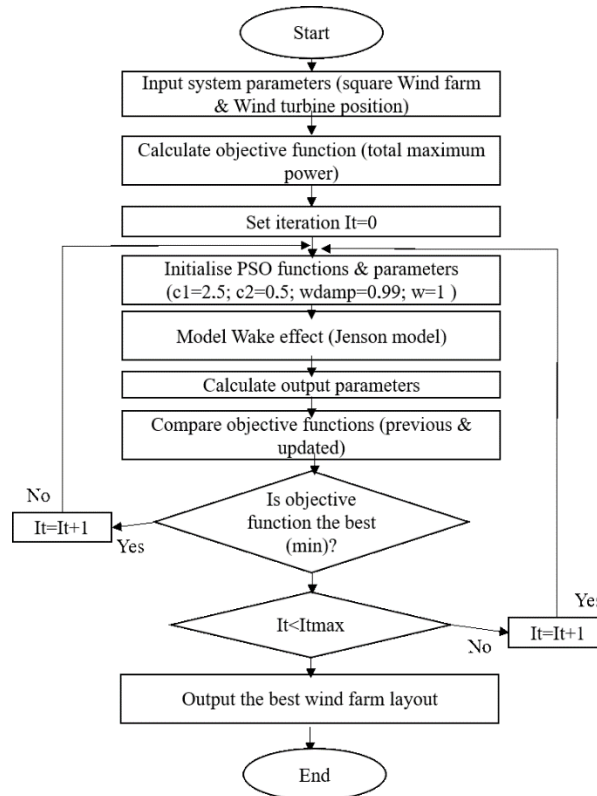 Start
Input system parameters (square Wind farm
& Wind turbine position)
Calculate objective function (total maximum
power)
Set iteration It=0
Initialise PSO functions & parameters
(c1=2.5; c2=0.5; wdamp=0.99; w=1 )
Model Wake effect (Jenson model)
Calculate output parameters
Compare objective functions (previous &
updated)
Is objective
function the best
(min)?
No
It=It+1
Yes
It<Itmax
Yes
It=It+1
No
Output the best wind farm layout
End